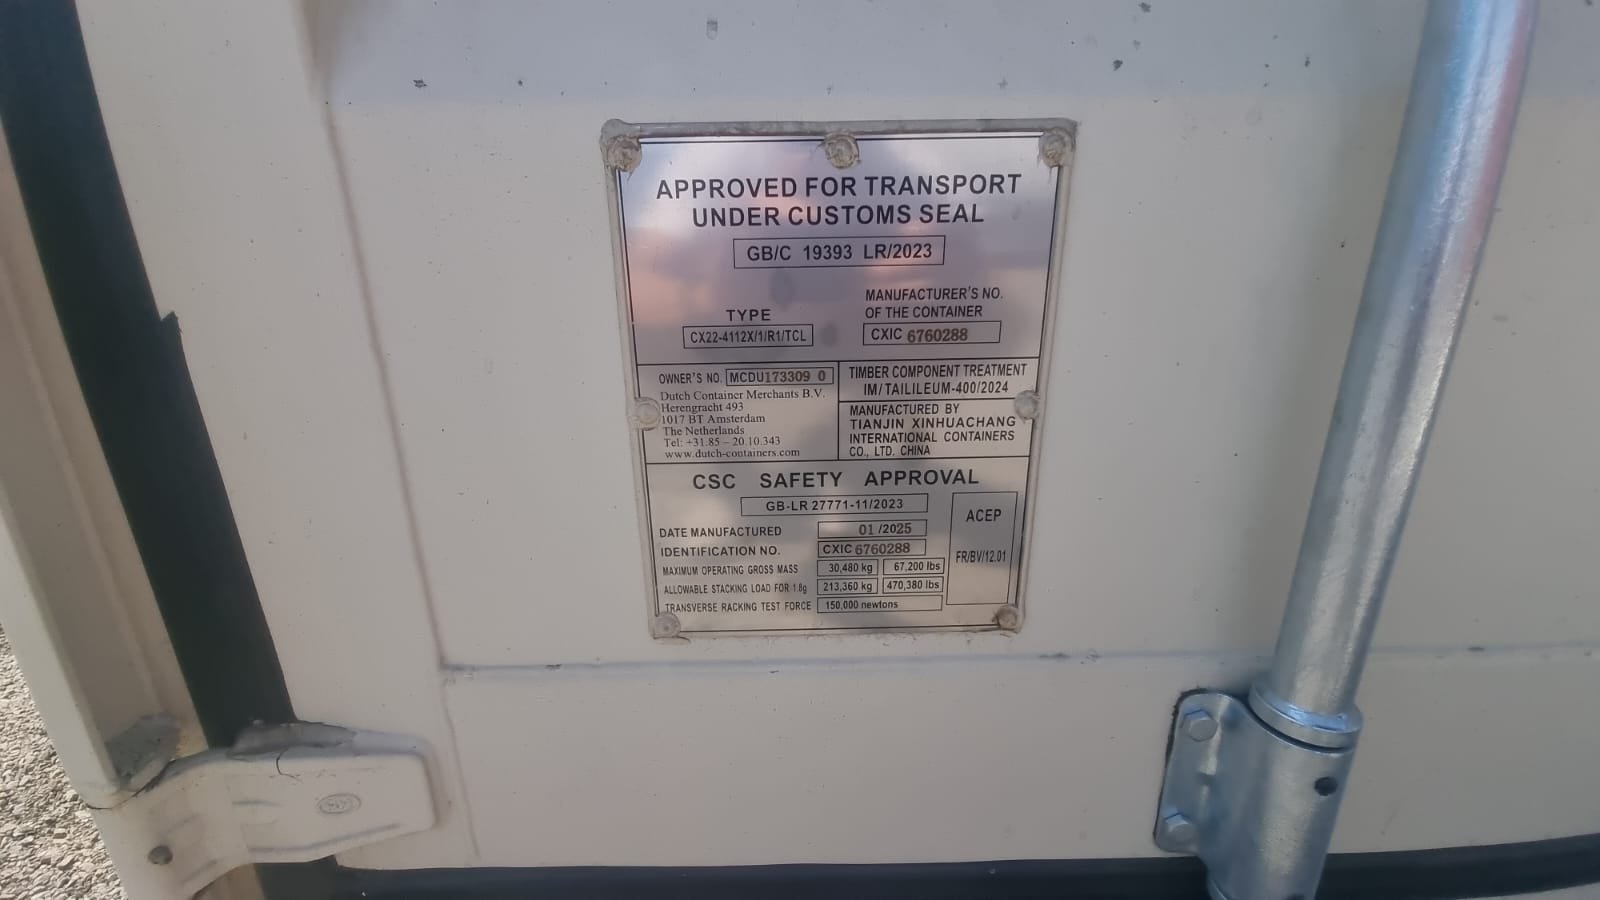 APPROVED FOR TRANSPORT
UNDER CUSTOMS SEAL
GB/C 19393 LR/2023
TYPE
CX22-4112X/1/R1/TCL
MANUFACTURER'S NO.
OF THE CONTAINER
CXIC 6760288
OWNER'S NO. MCDU173309 0
Dutch Container Merchants B.V.
Herengracht 493
1017 BT Amsterdam
The Netherlands
Tel: +31.85 – 20.10.343
www.dutch-containers.com
TIMBER COMPONENT TREATMENT
IM/TAILILEUM-400/2024
MANUFACTURED BY
TIANJIN XINHUACHANG
INTERNATIONAL CONTAINERS
CO., LTD. CHINA
CSC SAFETY APPROVAL
GB-LR 27771-11/2023
DATE MANUFACTURED 01/2025
IDENTIFICATION NO. CXIC 6760288
MAXIMUM OPERATING GROSS MASS 30,480 kg 67,200 lbs
ALLOWABLE STACKING LOAD FOR 1.8g 213,360 kg 470,380 lbs
TRANSVERSE RACKING TEST FORCE 150,000 newtons
ACEP
FR/BV/12.01